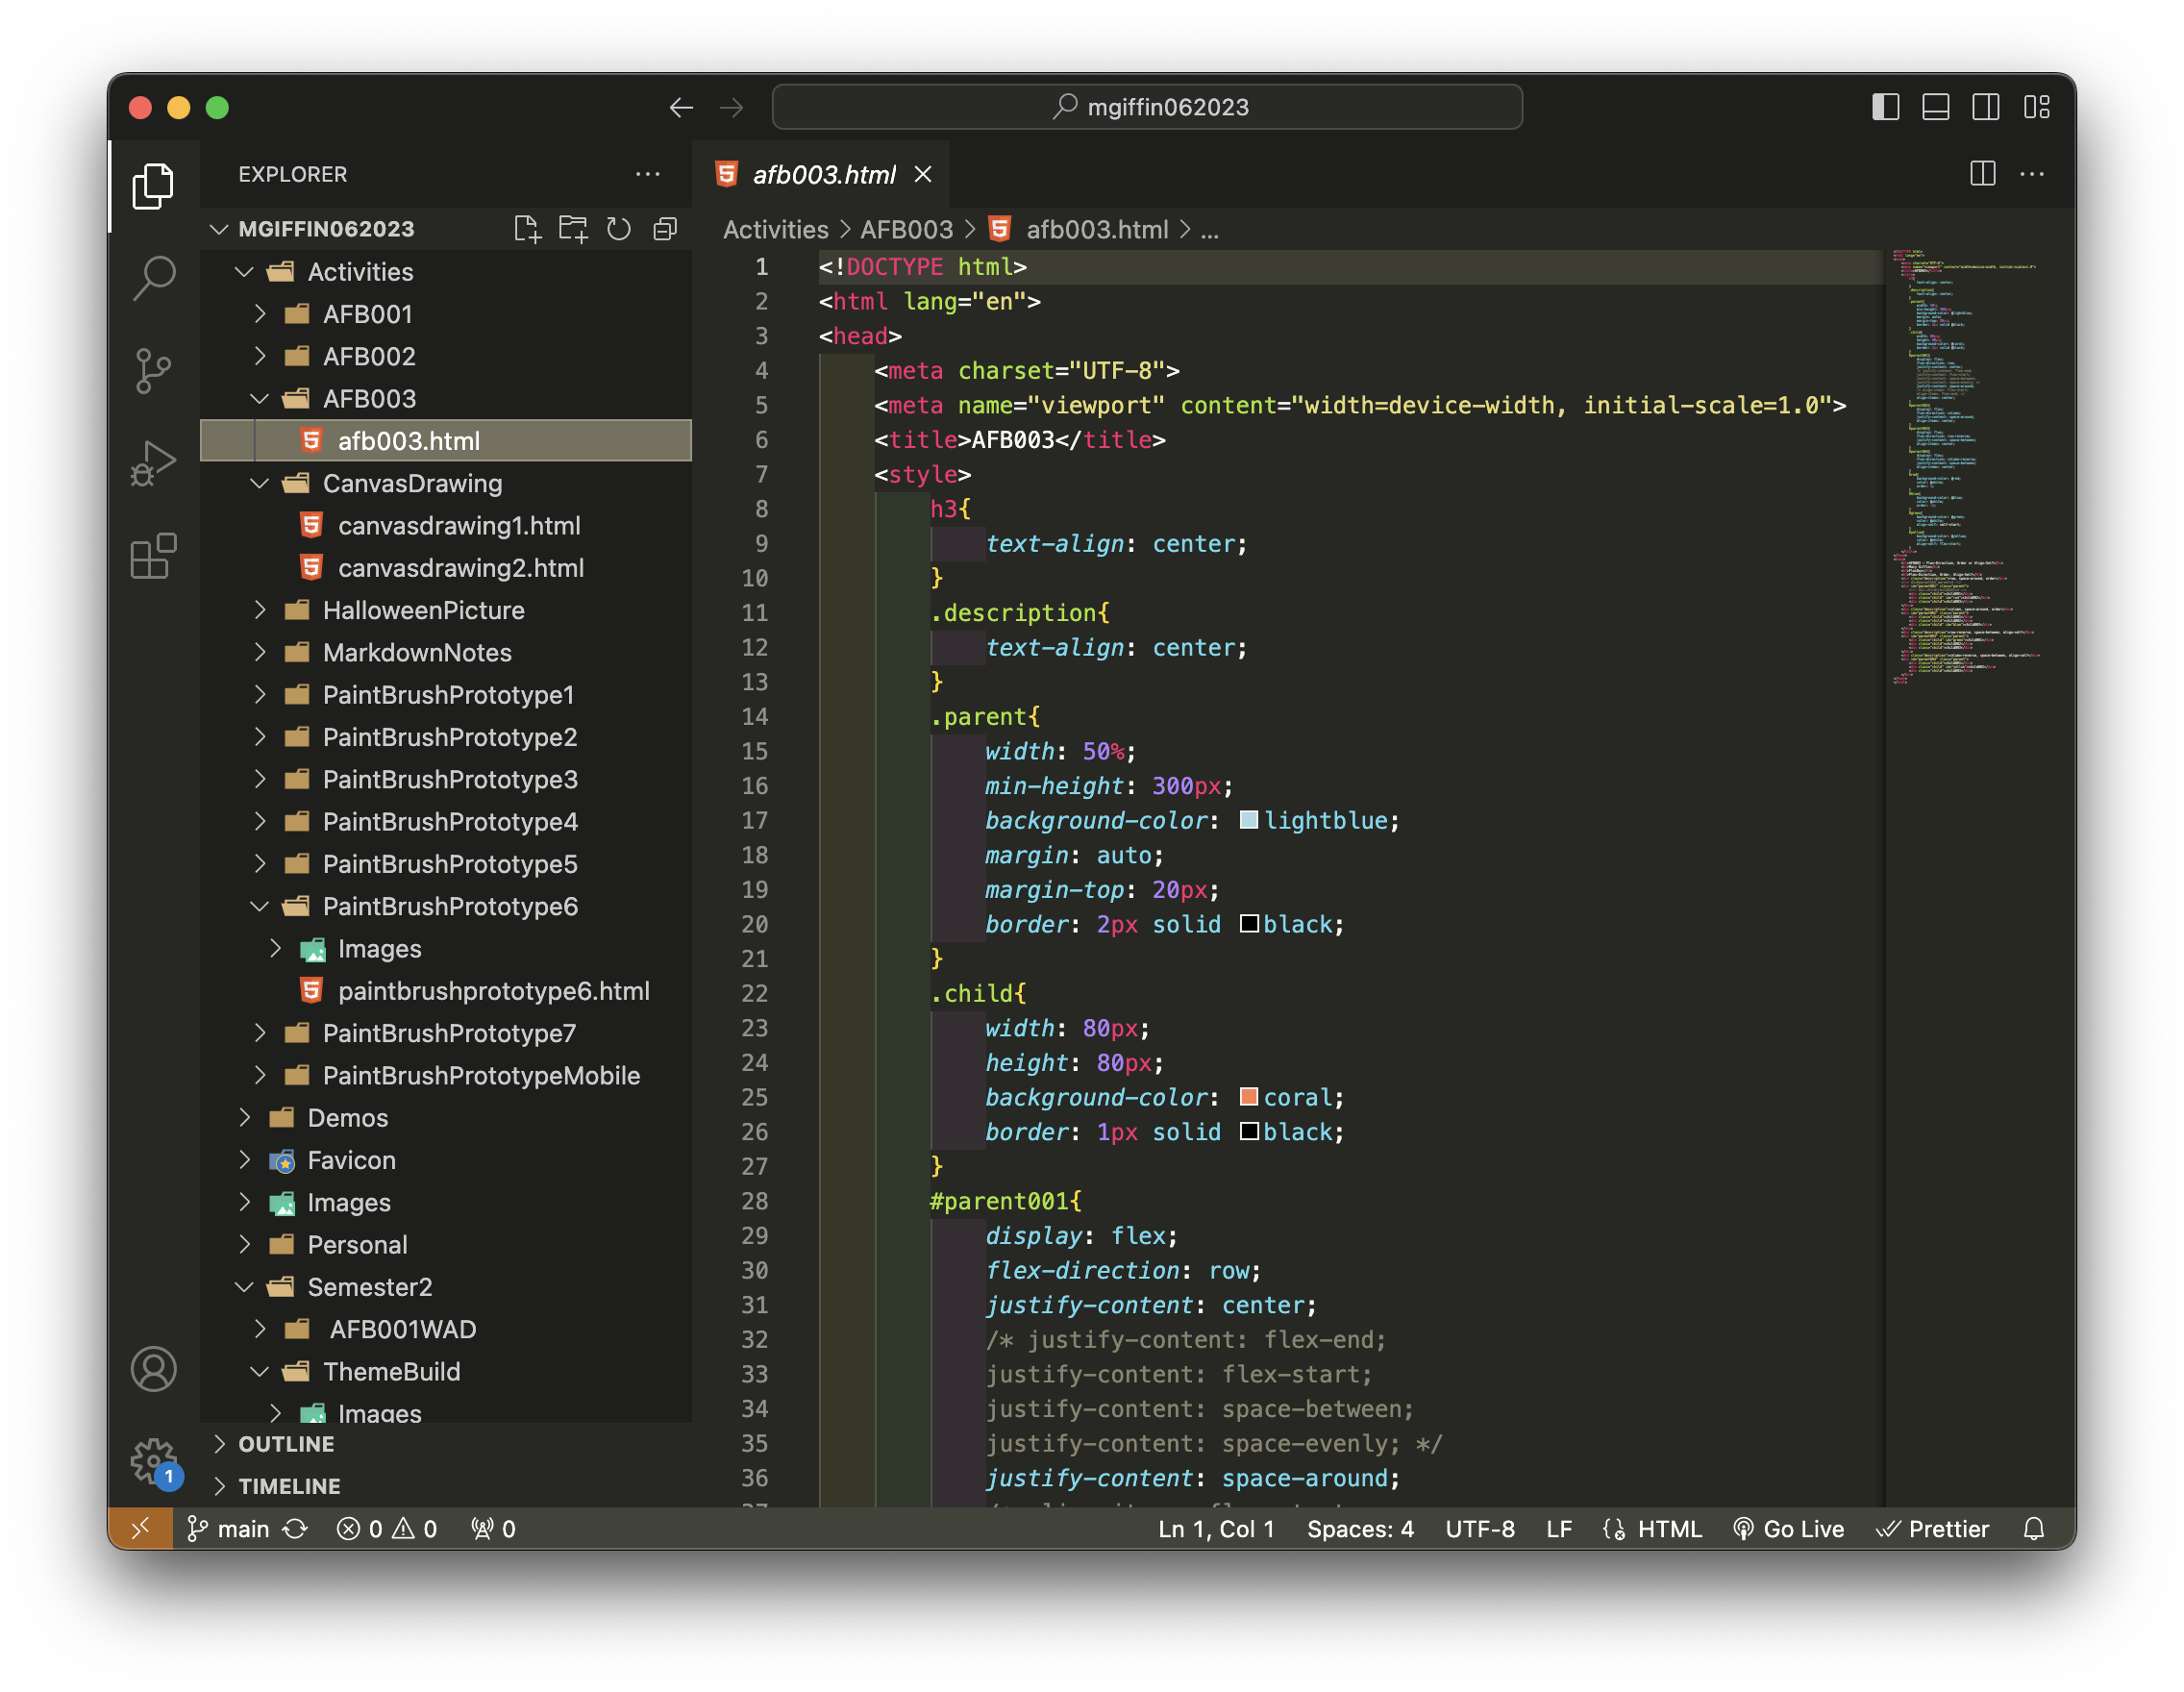 mgiffin062023
EXPLORER
MGIFFIN062023
Activities
AFB001
AFB002
AFB003
afb003.html
CanvasDrawing
canvasdrawing1.html
canvasdrawing2.html
HalloweenPicture
MarkdownNotes
PaintBrushPrototype1
PaintBrushPrototype2
PaintBrushPrototype3
PaintBrushPrototype4
PaintBrushPrototype5
PaintBrushPrototype6
Images
paintbrushprototype6.html
PaintBrushPrototype7
PaintBrushPrototypeMobile
Demos
Favicon
Images
Personal
Semester2
AFB001WAD
ThemeBuild
Images
OUTLINE
TIMELINE
1
afb003.html
Activities > AFB003 > afb003.html > ...
1 <!DOCTYPE html>
2 <html lang="en">
3 <head>
4 <meta charset="UTF-8">
5 <meta name="viewport" content="width=device-width, initial-scale=1.0">
6 <title>AFB003</title>
7 <style>
8 h3{
9 text-align: center;
10 }
11 .description{
12 text-align: center;
13 }
14 .parent{
15 width: 50%;
16 min-height: 300px;
17 background-color: lightblue;
18 margin: auto;
19 margin-top: 20px;
20 border: 2px solid black;
21 }
22 .child{
23 width: 80px;
24 height: 80px;
25 background-color: coral;
26 border: 1px solid black;
27 }
28 #parent001{
29 display: flex;
30 flex-direction: row;
31 justify-content: center;
32 /* justify-content: flex-end;
33 justify-content: flex-start;
34 justify-content: space-between;
35 justify-content: space-evenly; */
36 justify-content: space-around;
main 0 0 0 Ln 1, Col 1 Spaces: 4 UTF-8 LF HTML Go Live Prettier